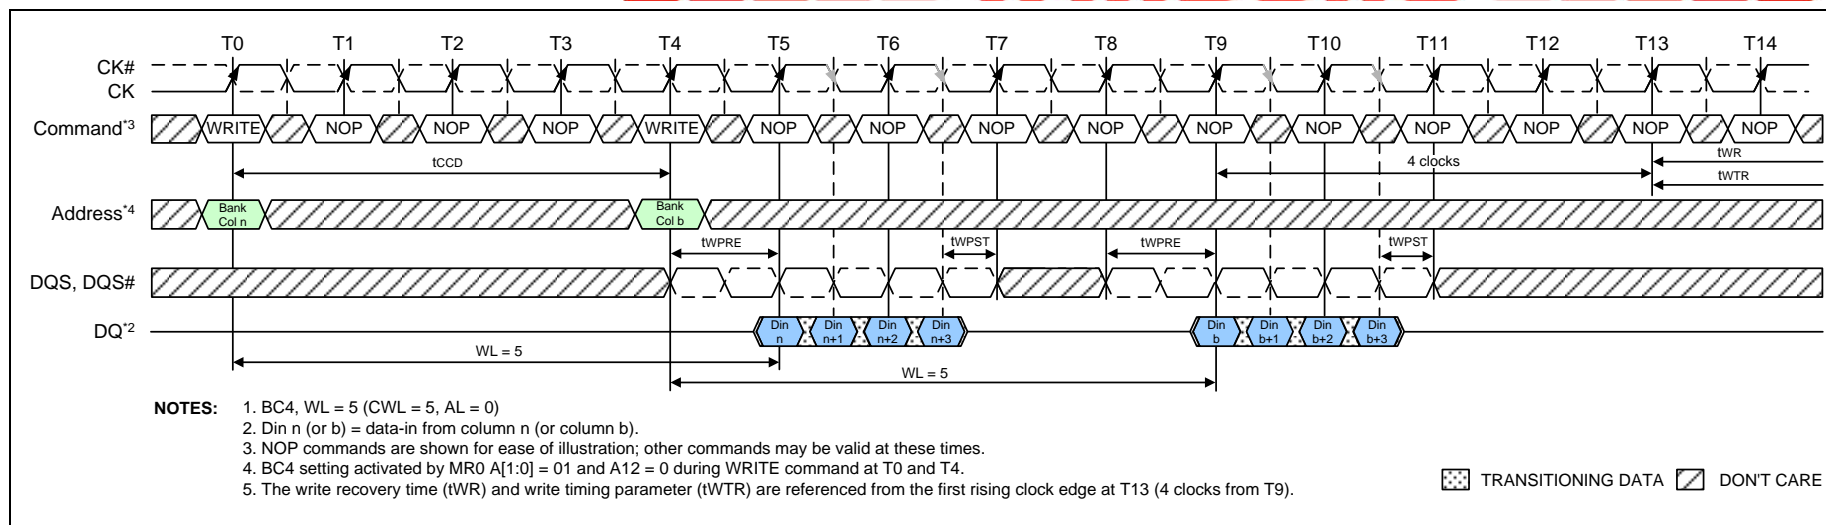 T0 T1 T2 T3 T4 T5 T6 T7 T8 T9 T10 T11 T12 T13 T14
CK#
CK
Command*3 WRITE NOP NOP NOP WRITE NOP NOP NOP NOP NOP NOP NOP NOP NOP NOP
tCCD 4 clocks tWR
tWTR
Address*4 Bank Col n Bank Col b
tWPRE tWPST tWPRE tWPST
DQS, DQS#
DQ*2 Din n Din n+1 Din n+2 Din n+3 Din b Din b+1 Din b+2 Din b+3
WL = 5
WL = 5
NOTES: 1. BC4, WL = 5 (CWL = 5, AL = 0)
2. Din n (or b) = data-in from column n (or column b).
3. NOP commands are shown for ease of illustration; other commands may be valid at these times.
4. BC4 setting activated by MR0 A[1:0] = 01 and A12 = 0 during WRITE command at T0 and T4.
5. The write recovery time (tWR) and write timing parameter (tWTR) are referenced from the first rising clock edge at T13 (4 clocks from T9).
TRANSITIONING DATA DON'T CARE